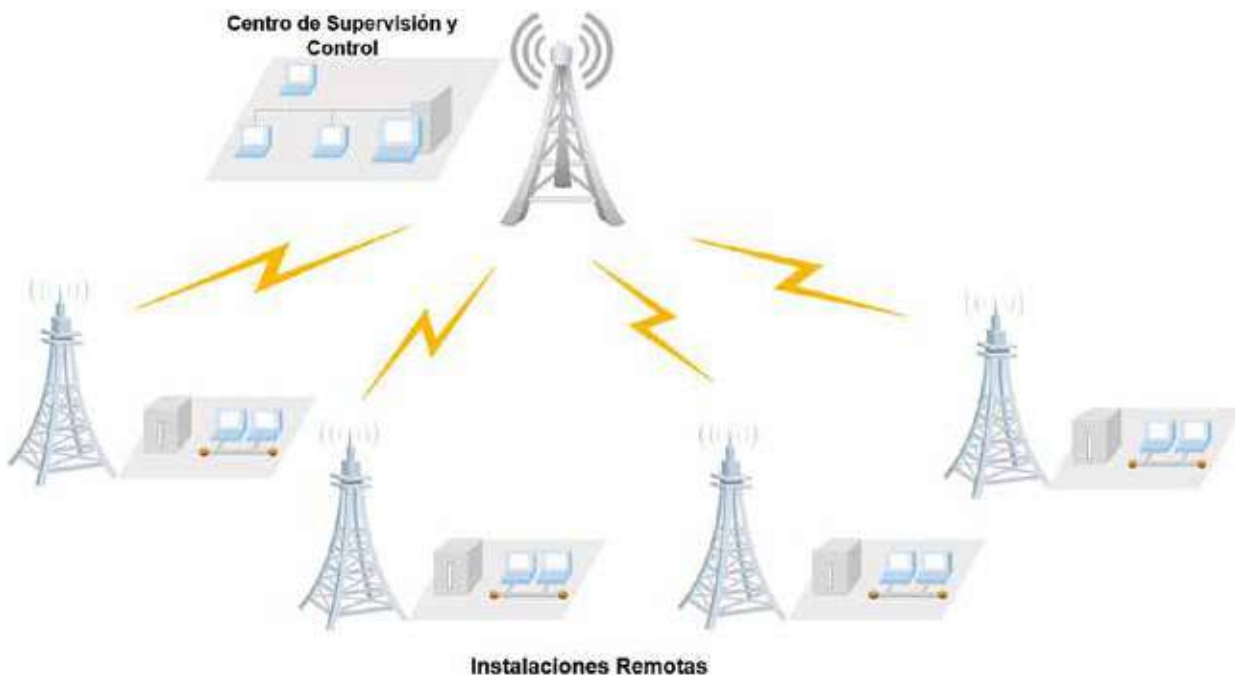 Centro de Supervisión y
Control
Instalaciones Remotas